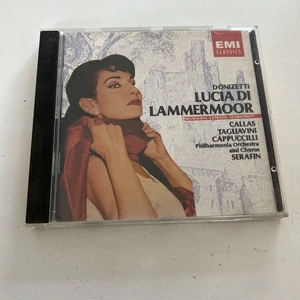 EMI
CLASSICS
DONIZETTI
LUCIA DI
LAMMERMOOR
CALLAS
TAGLIAVINI
CAPPUCCILLI
Philharmonia Orchestra
and Chorus
SERAFIN